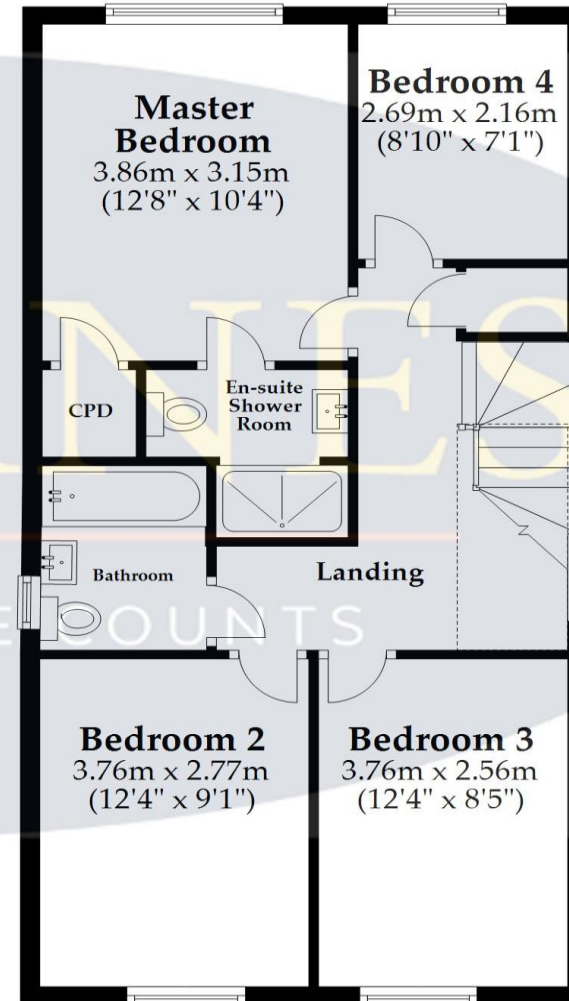 Master
Bedroom
3.86m x 3.15m
(12'8" x 10'4")
Bedroom 4
2.69m x 2.16m
(8'10" x 7'1")
CPD
En-suite
Shower
Room
Bathroom
Landing
Bedroom 2
3.76m x 2.77m
(12'4" x 9'1")
Bedroom 3
3.76m x 2.56m
(12'4" x 8'5")
NES
E COUNTS